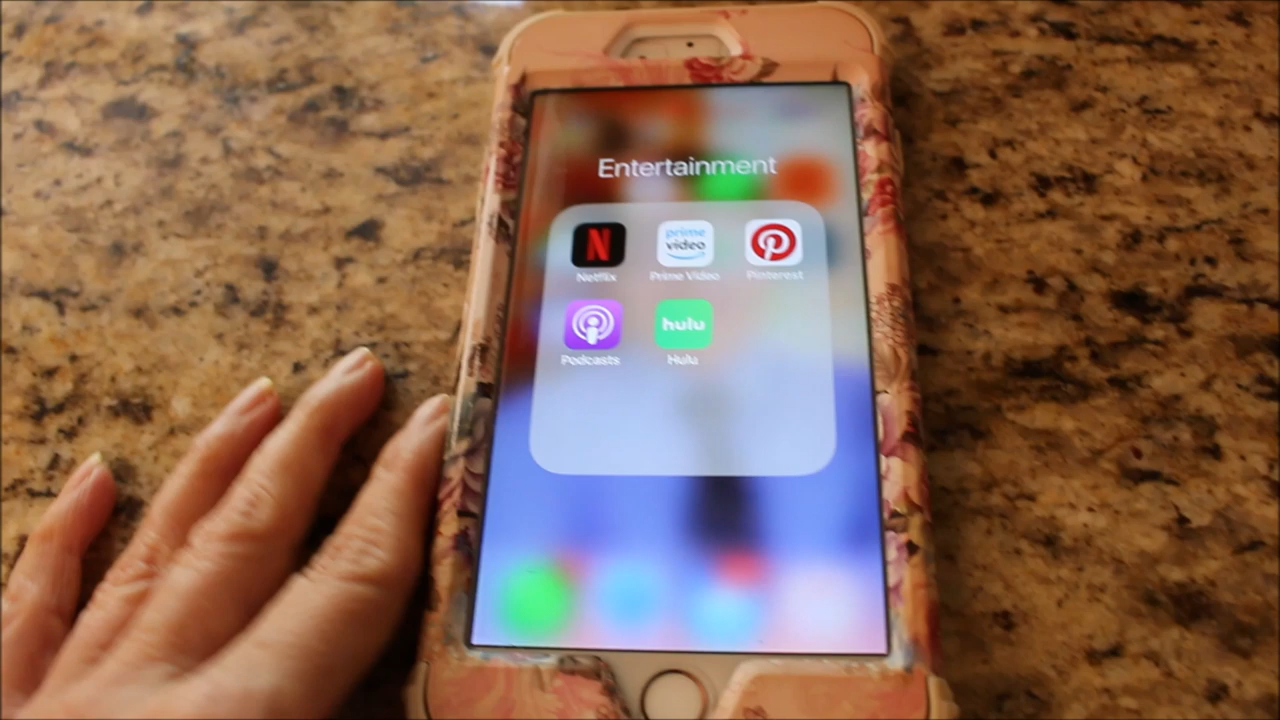 Entertainment
N prime video
Netflix Prime Video Pinterest
hulu
Podcasts Hulu